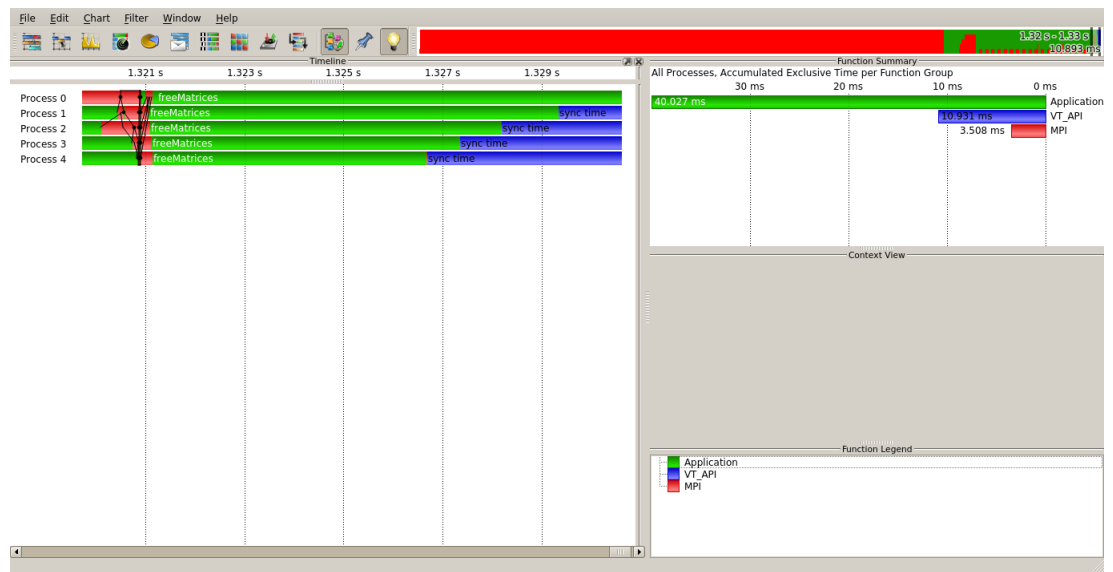 File Edit Chart Filter Window Help
1.32 s - 1.33 s
10.893 ms
Timeline
1.321 s 1.323 s 1.325 s 1.327 s 1.329 s
Process 0 freeMatrices
Process 1 freeMatrices sync time
Process 2 freeMatrices sync time
Process 3 freeMatrices sync time
Process 4 freeMatrices sync time
Function Summary
All Processes, Accumulated Exclusive Time per Function Group
30 ms 20 ms 10 ms 0 ms
40.027 ms Application
10.931 ms VT_API
3.508 ms MPI
Context View
Function Legend
Application
VT_API
MPI